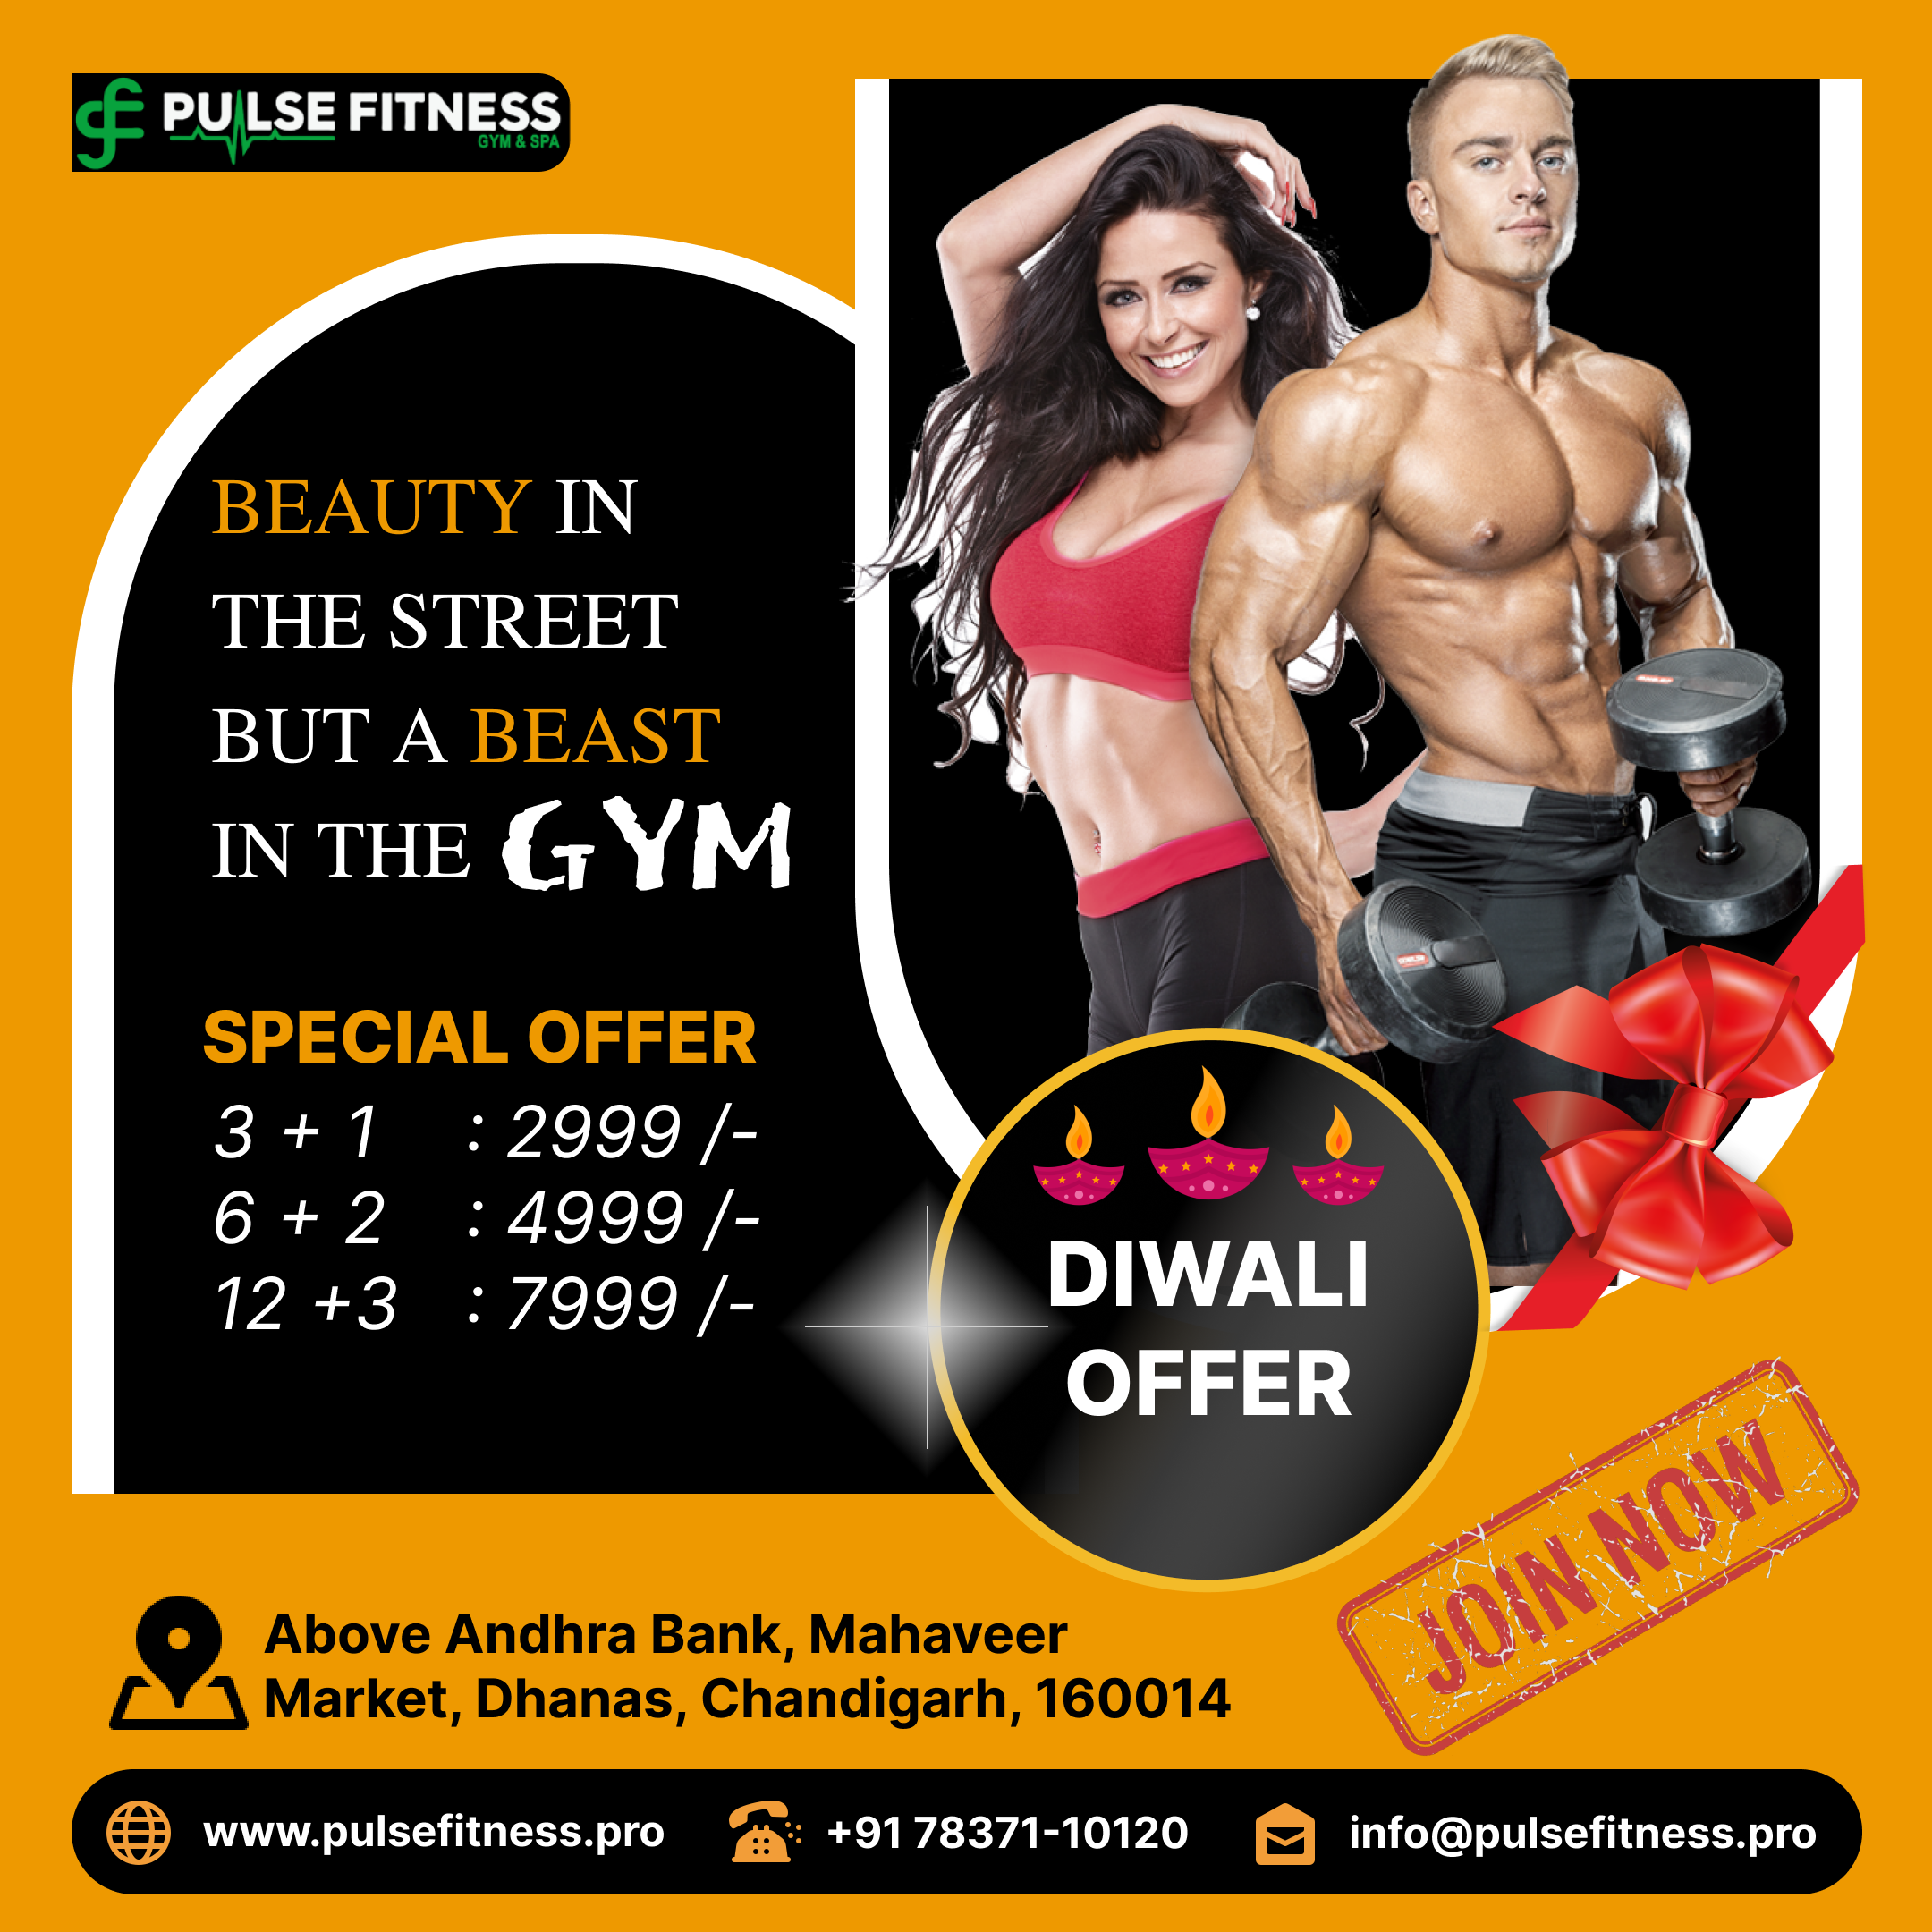 PULSE FITNESS
GYM & SPA
BEAUTY IN
THE STREET
BUT A BEAST
IN THE GYM
SPECIAL OFFER
3 + 1 : 2999 /-
6 + 2 : 4999 /-
12 +3 : 7999 /-
DIWALI
OFFER
JOIN NOW
Above Andhra Bank, Mahaveer
Market, Dhanas, Chandigarh, 160014
www.pulsefitness.pro
+91 78371-10120
info@pulsefitness.pro